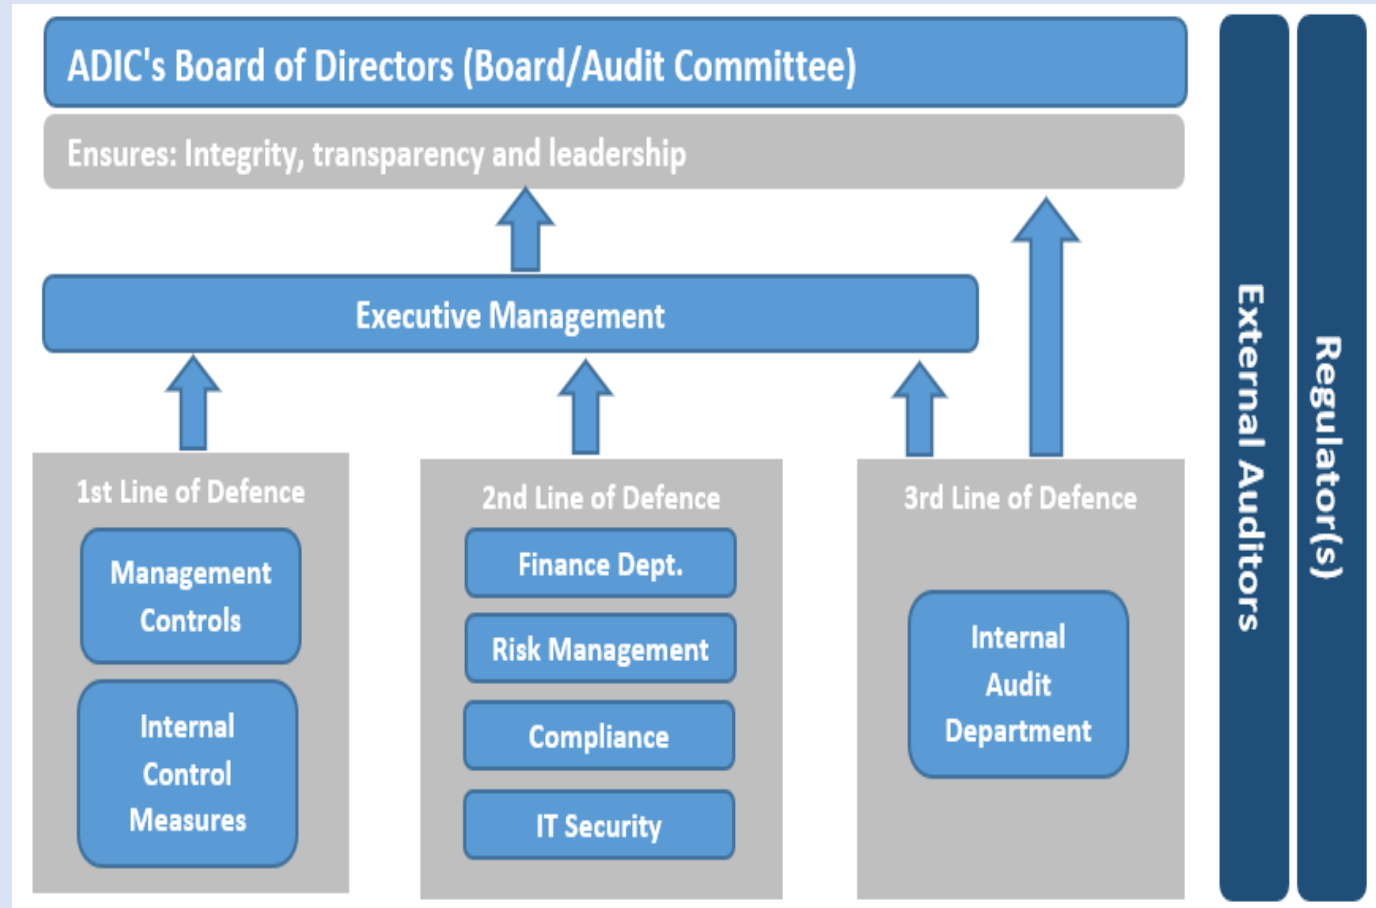 ADIC's Board of Directors (Board/Audit Committee)
Ensures: Integrity, transparency and leadership
Executive Management
1st Line of Defence
Management
Controls
Internal
Control
Measures
2nd Line of Defence
Finance Dept.
Risk Management
Compliance
IT Security
3rd Line of Defence
Internal
Audit
Department
External Auditors
Regulator(s)